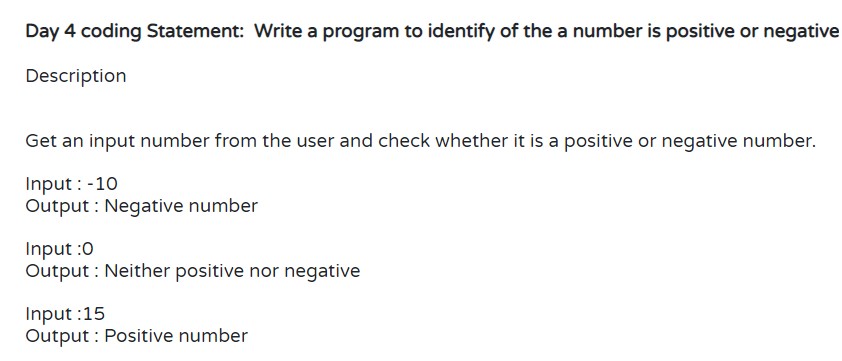 Day 4 coding Statement: Write a program to identify of the a number is positive or negative
Description
Get an input number from the user and check whether it is a positive or negative number.
Input : -10
Output : Negative number
Input :0
Output : Neither positive nor negative
Input :15
Output : Positive number